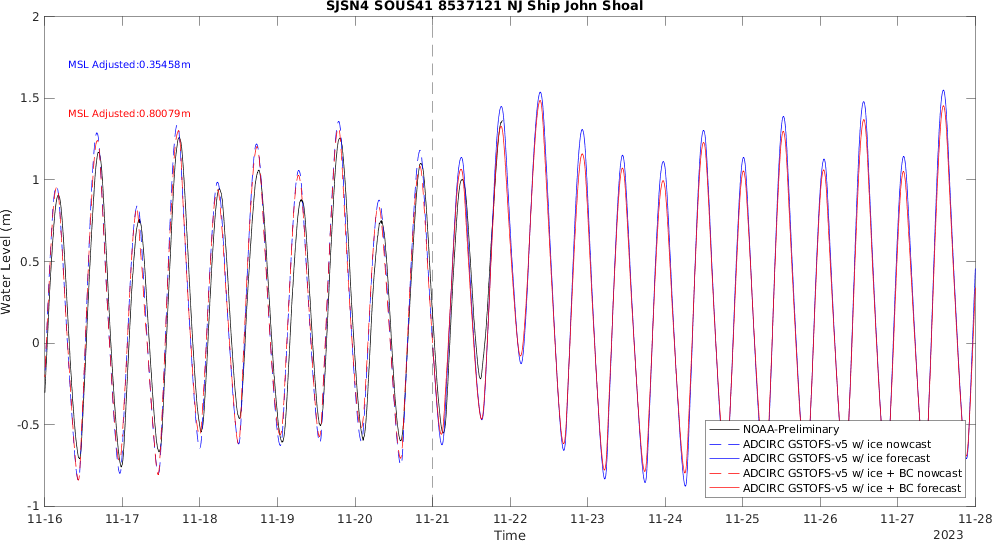 SJSN4 SOUS41 8537121 NJ Ship John Shoal
2
1.5
1
0.5
0
-0.5
-1
Water Level (m)
MSL Adjusted:0.35458m
MSL Adjusted:0.80079m
NOAA-Preliminary
ADCIRC GSTOFS-v5 w/ ice nowcast
ADCIRC GSTOFS-v5 w/ ice forecast
ADCIRC GSTOFS-v5 w/ ice + BC nowcast
ADCIRC GSTOFS-v5 w/ ice + BC forecast
11-16 11-17 11-18 11-19 11-20 11-21 11-22 11-23 11-24 11-25 11-26 11-27 11-28
Time
2023